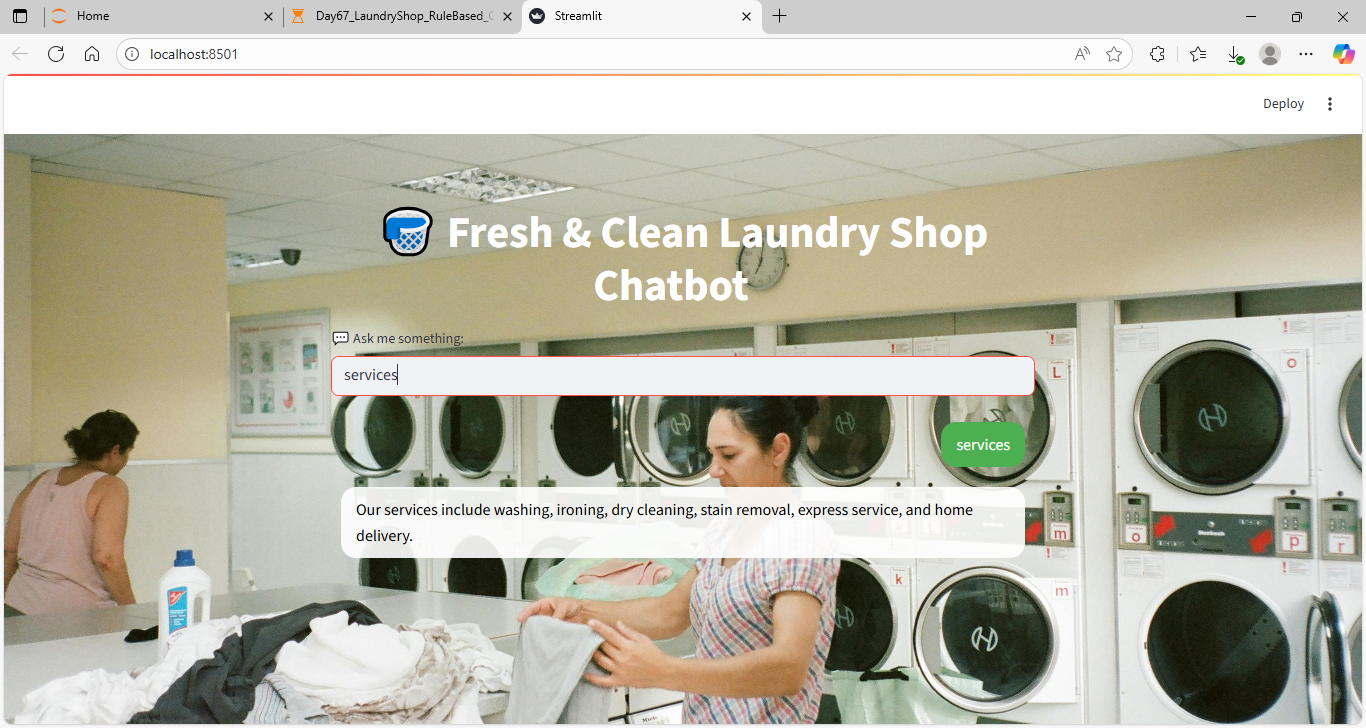 Home
Day67_LaundryShop_RuleBased_
Streamlit
localhost:8501
Deploy
Fresh & Clean Laundry Shop
Chatbot
Ask me something:
services
services
Our services include washing, ironing, dry cleaning, stain removal, express service, and home
delivery.
L
o
m
o
p
r
k
m